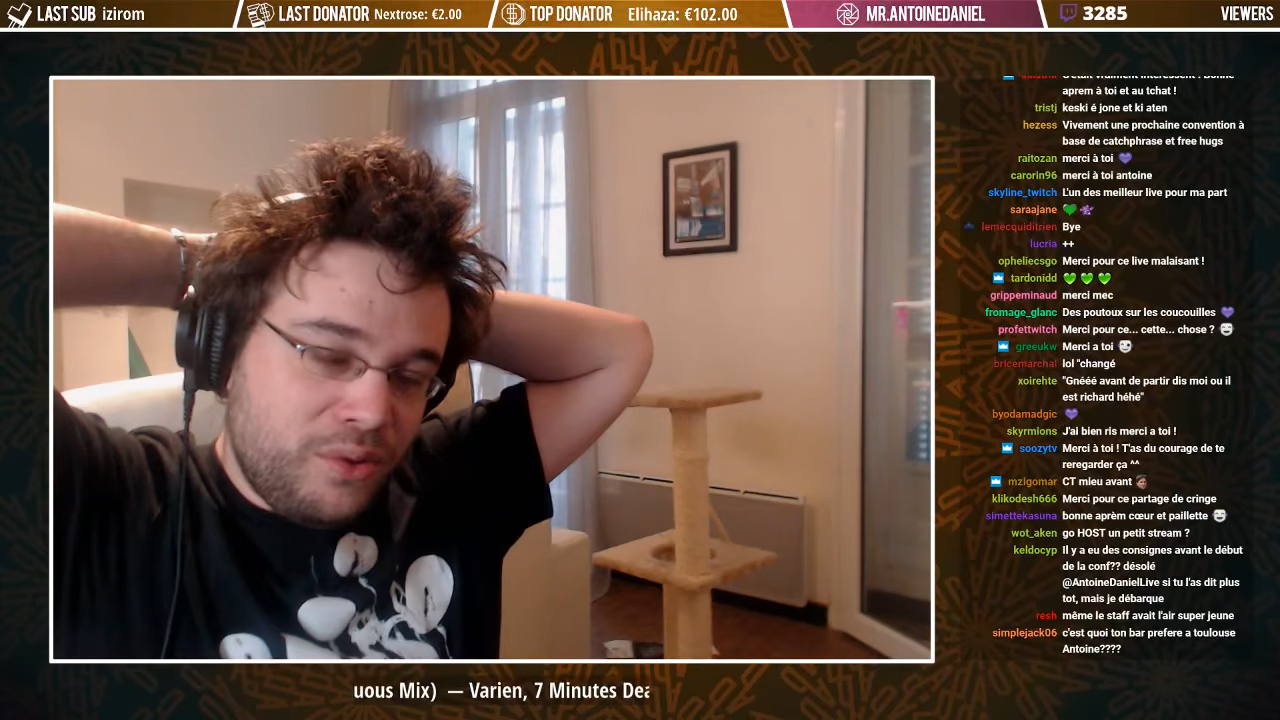 LAST SUB izirom
LAST DONATOR Nextrose: €2.00
TOP DONATOR Elihaza: €102.00
MR.ANTOINEDANIEL
3285 VIEWERS
aprem à toi et au tchat !
tristj keski é jone et ki aten
hezess Vivement une prochaine convention à
base de catchphrase et free hugs
raitozan merci à toi 💜
carorin96 merci à toi antoine
skyline_twitch L'un des meilleur live pour ma part
saraajane
lemecquiditrien Bye
lucria ++
opheliecsgo Merci pour ce live malaisant !
tardonidd 💚 💚 💚
grippeminaud merci mec
fromage_glanc Des poutoux sur les coucouilles 💜
profettwitch Merci pour ce... cette... chose ?
greeukw Merci a toi
bricemarchal lol "changé
xoirehte "Gnééé avant de partir dis moi ou il
est richard héhé"
byodamadgic 💜
skyrmions J'ai bien ris merci a toi !
soozytv Merci à toi ! T'as du courage de te
reregarder ça ^^
mzigomar CT mieu avant
klikodesh666 Merci pour ce partage de cringe
simettekasuna bonne aprèm cœur et paillette
wot_aken go HOST un petit stream ?
keldocyp Il y a eu des consignes avant le début
de la conf?? désolé
@AntoineDanielLive si tu l'as dit plus
tot, mais je débarque
resh même le staff avait l'air super jeune
simplejack06 c'est quoi ton bar prefere a toulouse
Antoine????
uous Mix) — Varien, 7 Minutes Dea